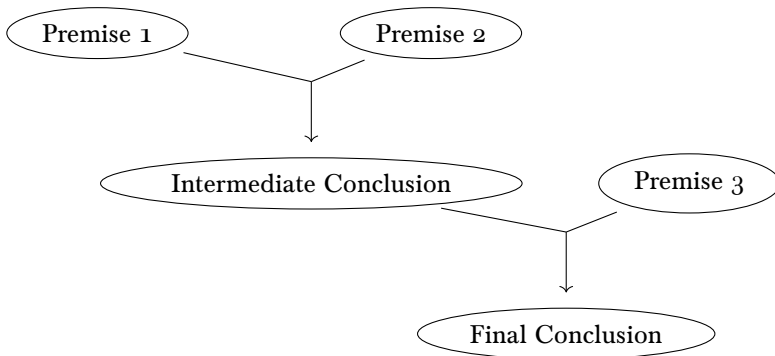 Premise 1
Premise 2
Intermediate Conclusion
Premise 3
Final Conclusion